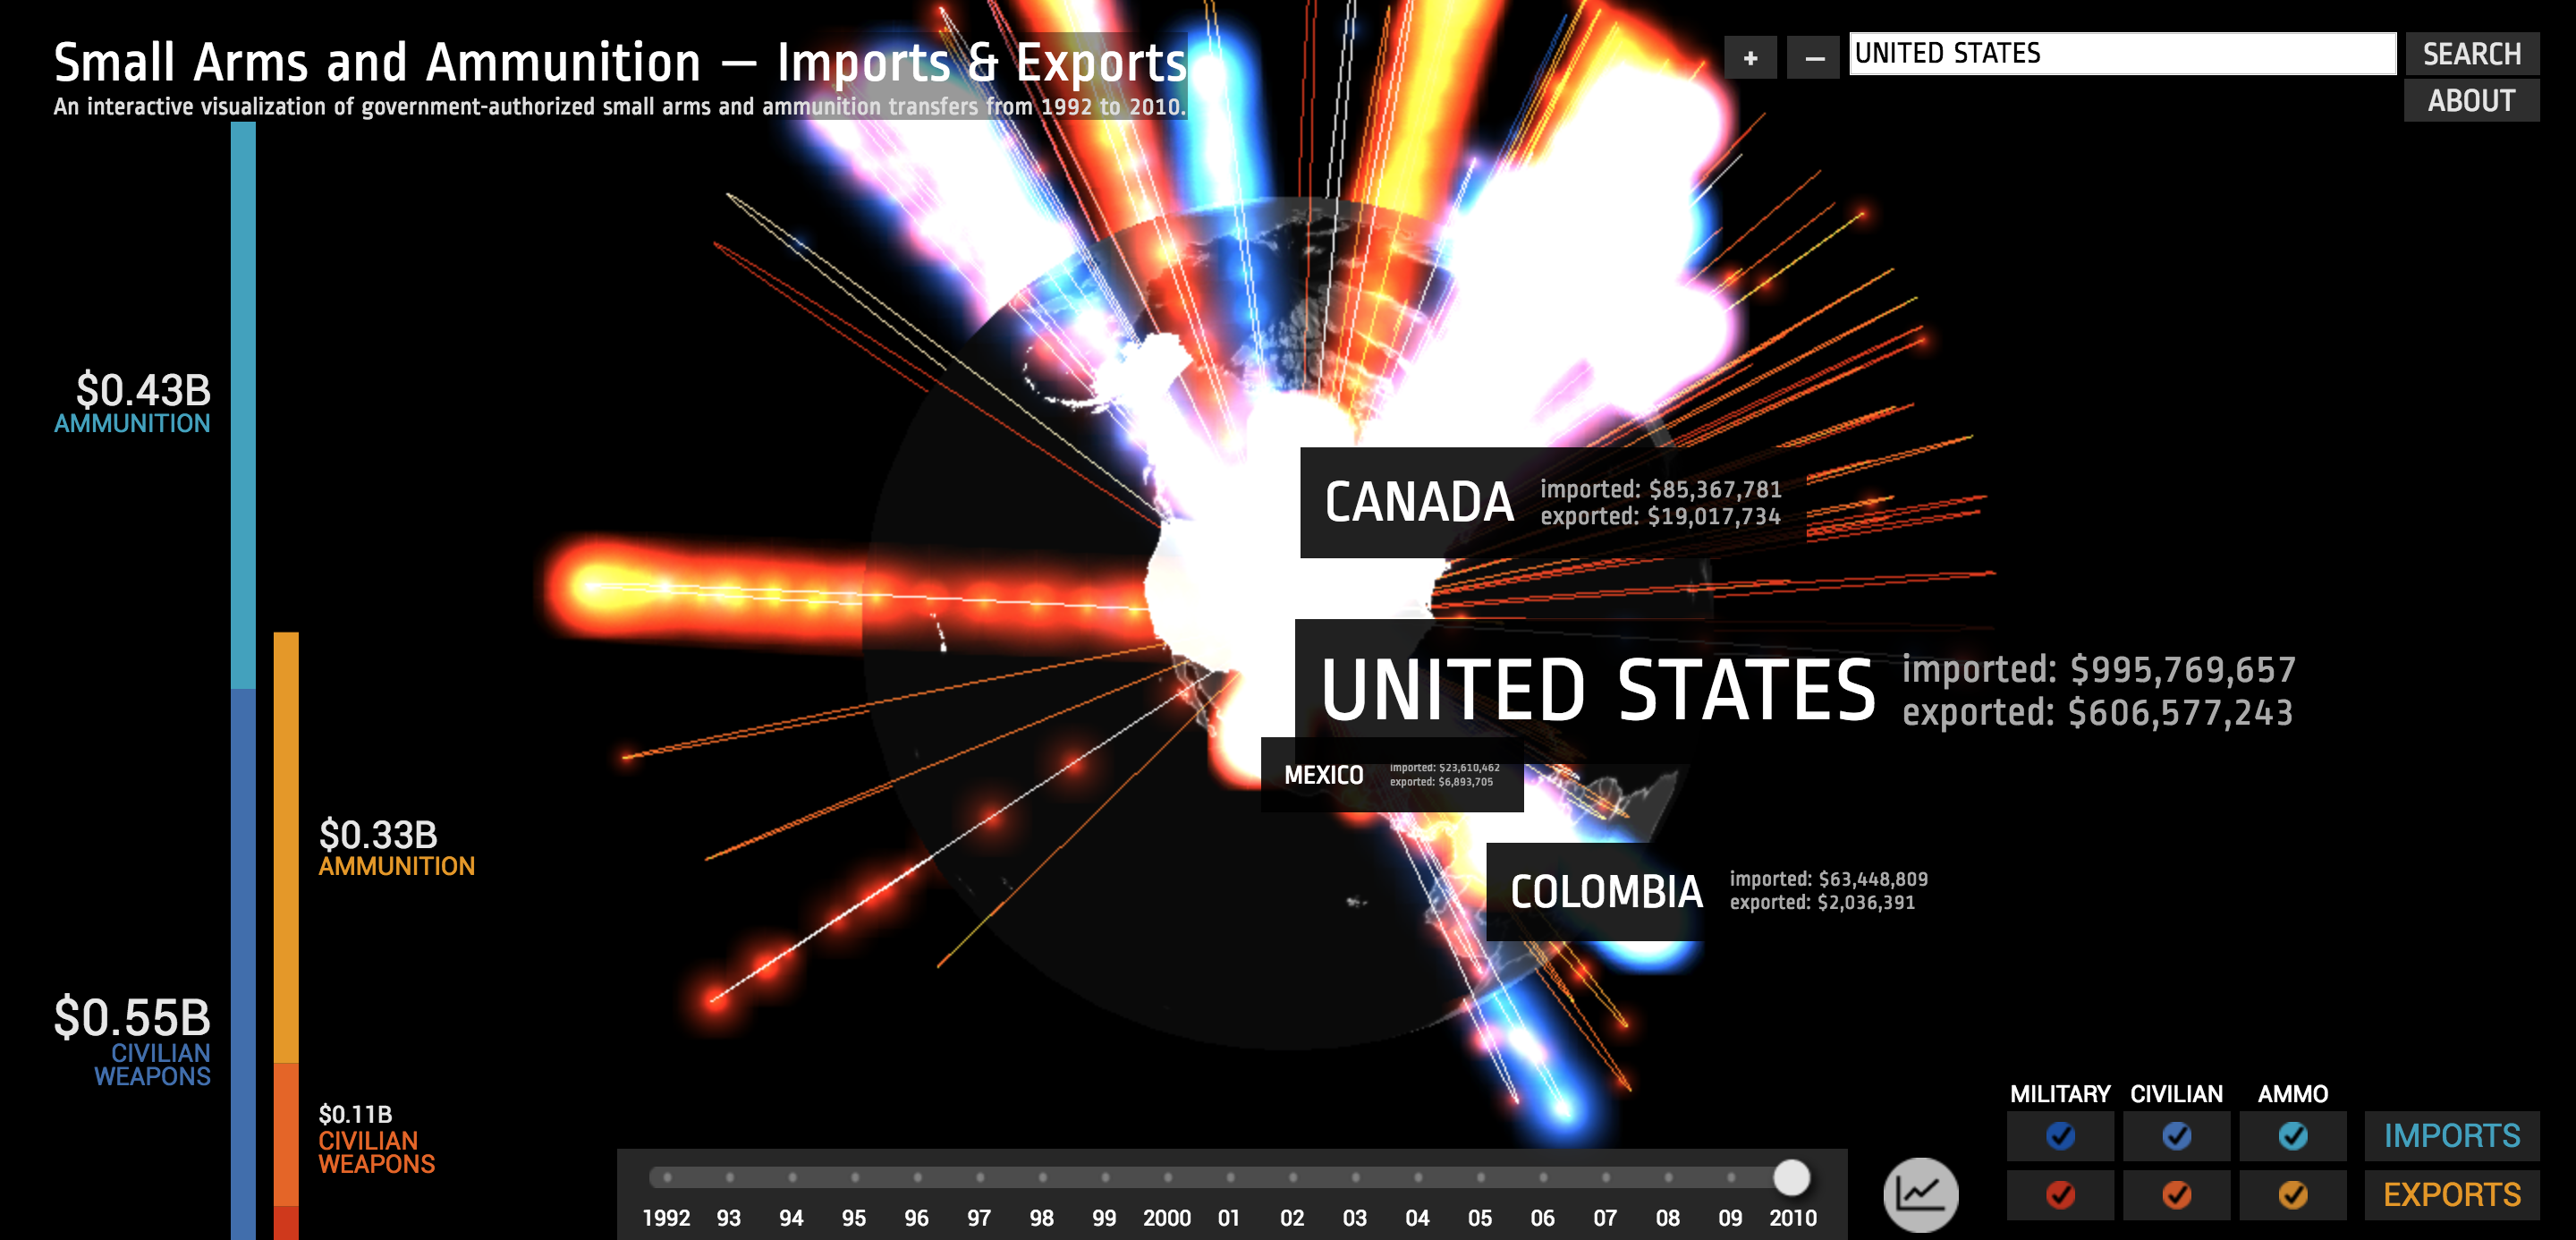 Small Arms and Ammunition — Imports & Exports
An interactive visualization of government-authorized small arms and ammunition transfers from 1992 to 2010.
+
–
UNITED STATES
SEARCH
ABOUT
$0.43B
AMMUNITION
$0.55B
CIVILIAN
WEAPONS
$0.33B
AMMUNITION
$0.11B
CIVILIAN
WEAPONS
CANADA
imported: $85,367,781
exported: $19,017,734
UNITED STATES
imported: $995,769,657
exported: $606,577,243
MEXICO
imported: $23,610,462
exported: $6,893,705
COLOMBIA
imported: $63,448,809
exported: $2,036,391
1992 93 94 95 96 97 98 99 2000 01 02 03 04 05 06 07 08 09 2010
MILITARY CIVILIAN AMMO
IMPORTS
EXPORTS